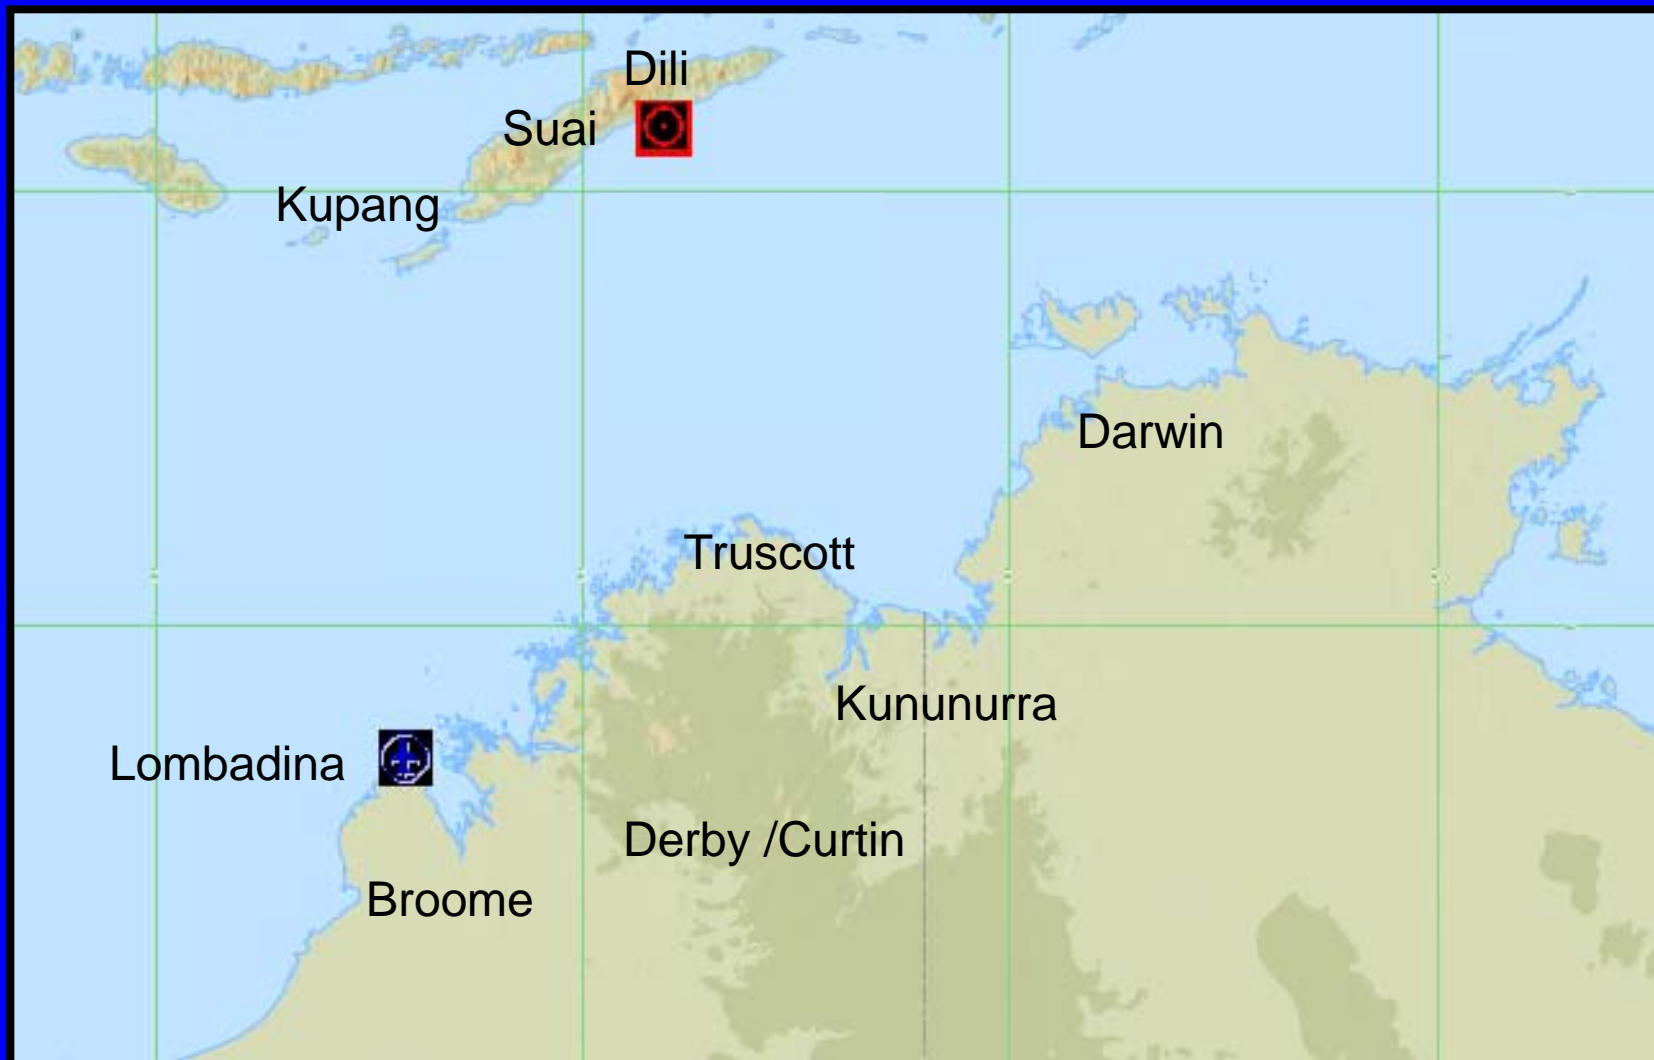 Dili
Suai
Kupang
Darwin
Truscott
Kununurra
Lombadina
Derby /Curtin
Broome